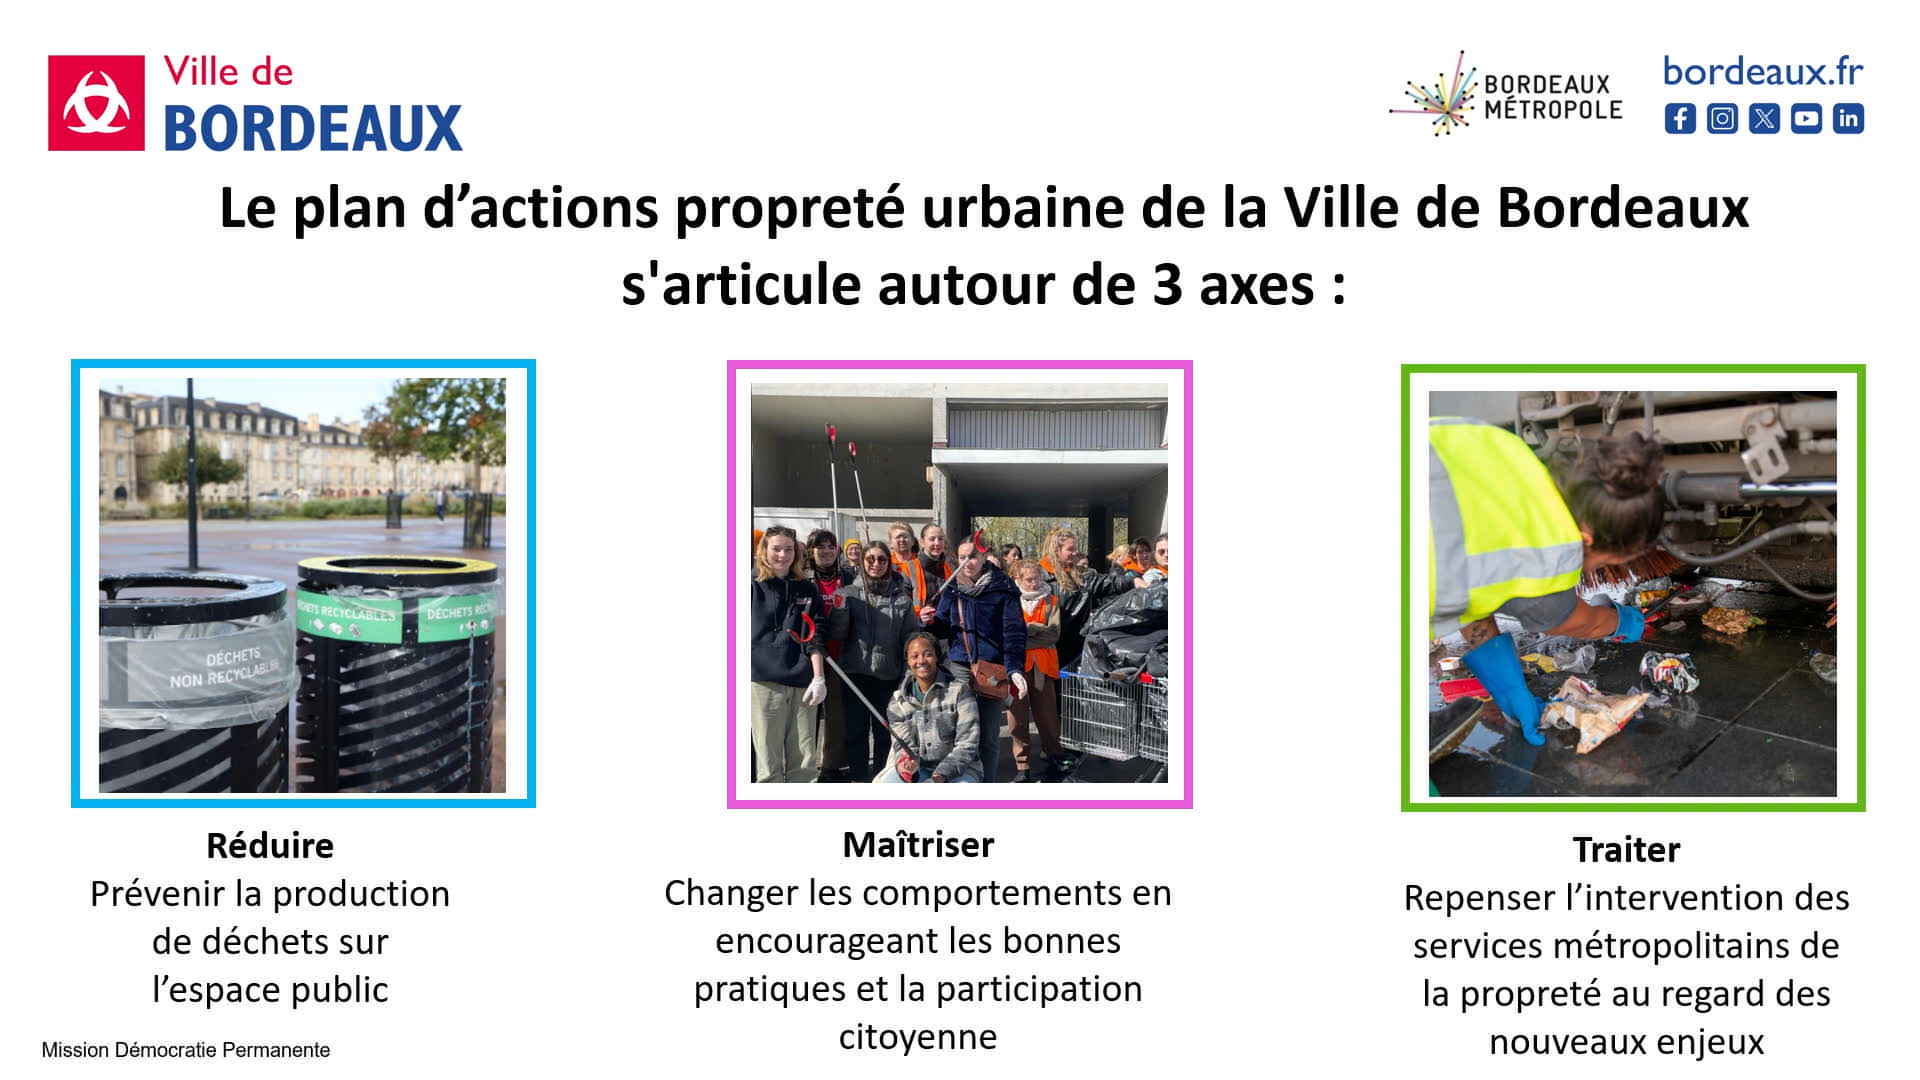 Ville de
BORDEAUX
BORDEAUX
MÉTROPOLE
bordeaux.fr
Le plan d’actions propreté urbaine de la Ville de Bordeaux
s'articule autour de 3 axes :
DÉCHETS
NON RECYCLABLES
DÉCHETS RECYCLABLES
DÉCHETS
Réduire
Prévenir la production
de déchets sur
l’espace public
Maîtriser
Changer les comportements en
encourageant les bonnes
pratiques et la participation
citoyenne
Traiter
Repenser l’intervention des
services métropolitains de
la propreté au regard des
nouveaux enjeux
Mission Démocratie Permanente